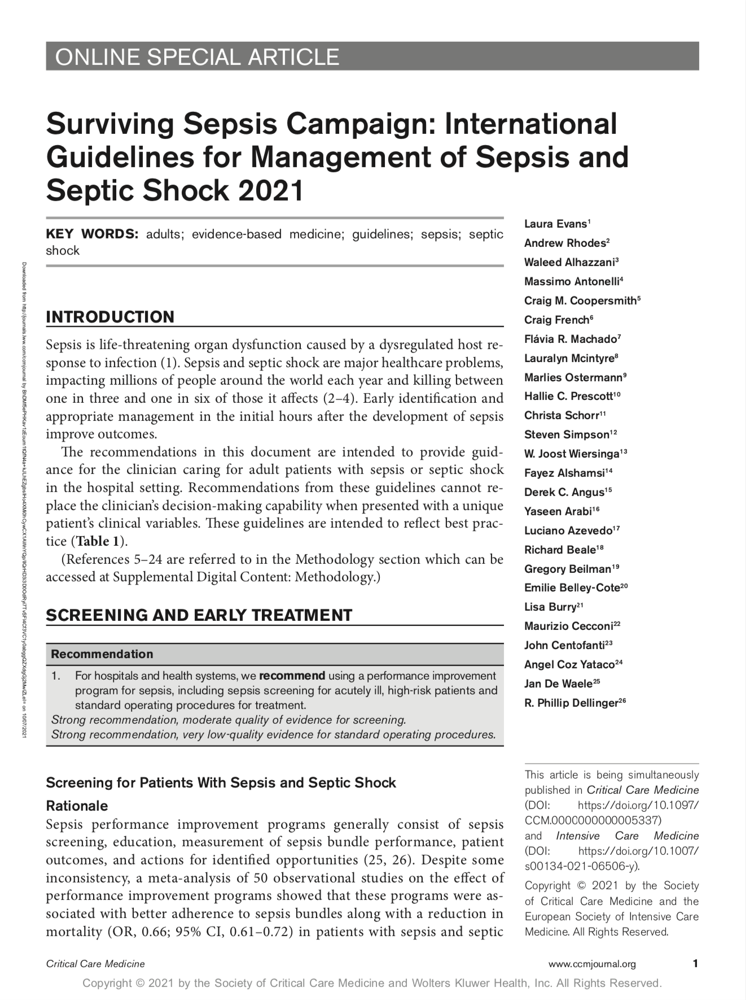 ONLINE SPECIAL ARTICLE
Surviving Sepsis Campaign: International
Guidelines for Management of Sepsis and
Septic Shock 2021
KEY WORDS: adults; evidence-based medicine; guidelines; sepsis; septic
shock
INTRODUCTION
Sepsis is life-threatening organ dysfunction caused by a dysregulated host re-
sponse to infection (1). Sepsis and septic shock are major healthcare problems,
impacting millions of people around the world each year and killing between
one in three and one in six of those it affects (2–4). Early identification and
appropriate management in the initial hours after the development of sepsis
improve outcomes.
The recommendations in this document are intended to provide guid-
ance for the clinician caring for adult patients with sepsis or septic shock
in the hospital setting. Recommendations from these guidelines cannot re-
place the clinician’s decision-making capability when presented with a unique
patient’s clinical variables. These guidelines are intended to reflect best prac-
tice (Table 1).
(References 5–24 are referred to in the Methodology section which can be
accessed at Supplemental Digital Content: Methodology.)
SCREENING AND EARLY TREATMENT
Recommendation
1. For hospitals and health systems, we recommend using a performance improvement
program for sepsis, including sepsis screening for acutely ill, high-risk patients and
standard operating procedures for treatment.
Strong recommendation, moderate quality of evidence for screening.
Strong recommendation, very low-quality evidence for standard operating procedures.
Screening for Patients With Sepsis and Septic Shock
Rationale
Sepsis performance improvement programs generally consist of sepsis
screening, education, measurement of sepsis bundle performance, patient
outcomes, and actions for identified opportunities (25, 26). Despite some
inconsistency, a meta-analysis of 50 observational studies on the effect of
performance improvement programs showed that these programs were as-
sociated with better adherence to sepsis bundles along with a reduction in
mortality (OR, 0.66; 95% CI, 0.61–0.72) in patients with sepsis and septic
Laura Evans¹
Andrew Rhodes²
Waleed Alhazzani³
Massimo Antonelli⁴
Craig M. Coopersmith⁵
Craig French⁶
Flávia R. Machado⁷
Lauralyn Mcintyre⁸
Marlies Ostermann⁹
Hallie C. Prescott¹⁰
Christa Schorr¹¹
Steven Simpson¹²
W. Joost Wiersinga¹³
Fayez Alshamsi¹⁴
Derek C. Angus¹⁵
Yaseen Arabi¹⁶
Luciano Azevedo¹⁷
Richard Beale¹⁸
Gregory Beilman¹⁹
Emilie Belley-Cote²⁰
Lisa Burry²¹
Maurizio Cecconi²²
John Centofanti²³
Angel Coz Yataco²⁴
Jan De Waele²⁵
R. Phillip Dellinger²⁶
This article is being simultaneously
published in Critical Care Medicine
(DOI: https://doi.org/10.1097/
CCM.0000000000005337)
and Intensive Care Medicine
(DOI: https://doi.org/10.1007/
s00134-021-06506-y).
Copyright © 2021 by the Society
of Critical Care Medicine and the
European Society of Intensive Care
Medicine. All Rights Reserved.
Critical Care Medicine
www.ccmjournal.org 1
Copyright © 2021 by the Society of Critical Care Medicine and Wolters Kluwer Health, Inc. All Rights Reserved.
Downloaded from http://journals.lww.com/ccmjournal by on 10/07/2021